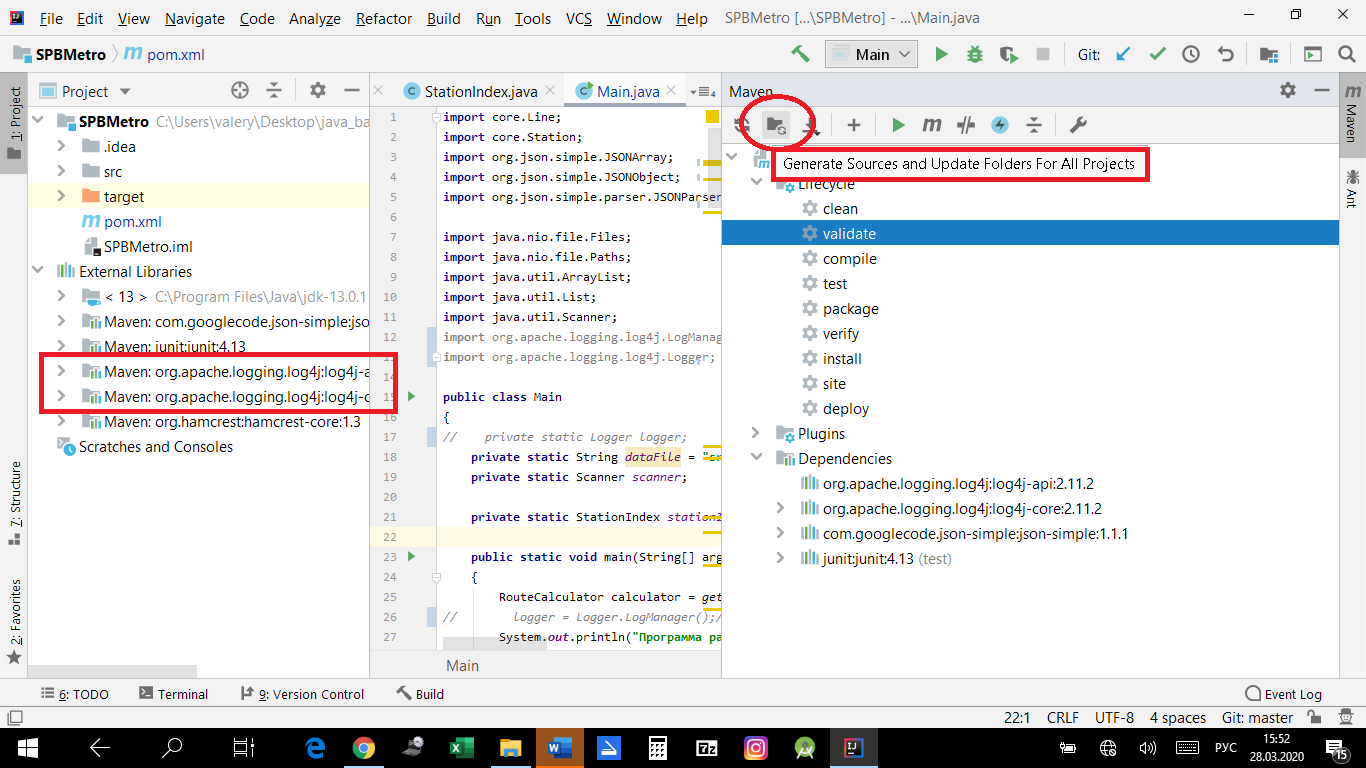 File Edit View Navigate Code Analyze Refactor Build Run Tools VCS Window Help SPBMetro [...\SPBMetro] - ...\Main.java
SPBMetro pom.xml Main Git:
Project StationIndex.java Main.java 4 Maven
1: Project
7: Structure
2: Favorites
SPBMetro C:\Users\valery\Desktop\java_ba
.idea
src
target
pom.xml
SPBMetro.iml
External Libraries
< 13 > C:\Program Files\Java\jdk-13.0.1
Maven: com.googlecode.json-simple:jso
Maven: junit:junit:4.13
Maven: org.apache.logging.log4j:log4j-a
Maven: org.apache.logging.log4j:log4j-c
Maven: org.hamcrest:hamcrest-core:1.3
Scratches and Consoles
1 import core.Line;
2 import core.Station;
3 import org.json.simple.JSONArray;
4 import org.json.simple.JSONObject;
5 import org.json.simple.parser.JSONParser
6
7 import java.nio.file.Files;
8 import java.nio.file.Paths;
9 import java.util.ArrayList;
10 import java.util.List;
11 import java.util.Scanner;
12 import org.apache.logging.log4j.LogManag
13 import org.apache.logging.log4j.Logger;
14
15 public class Main
16 {
17 // private static Logger logger;
18 private static String dataFile = "sr
19 private static Scanner scanner;
20
21 private static StationIndex stationI
22
23 public static void main(String[] arg
24 {
25 RouteCalculator calculator = get
26 // logger = Logger.LogManager();/
27 System.out.println("Программа ра
Main
Generate Sources and Update Folders For All Projects
Lifecycle
clean
validate
compile
test
package
verify
install
site
deploy
Plugins
Dependencies
org.apache.logging.log4j:log4j-api:2.11.2
org.apache.logging.log4j:log4j-core:2.11.2
com.googlecode.json-simple:json-simple:1.1.1
junit:junit:4.13 (test)
Maven
Ant
6: TODO Terminal 9: Version Control Build Event Log
22:1 CRLF UTF-8 4 spaces Git: master
РУС 15:52
28.03.2020
15